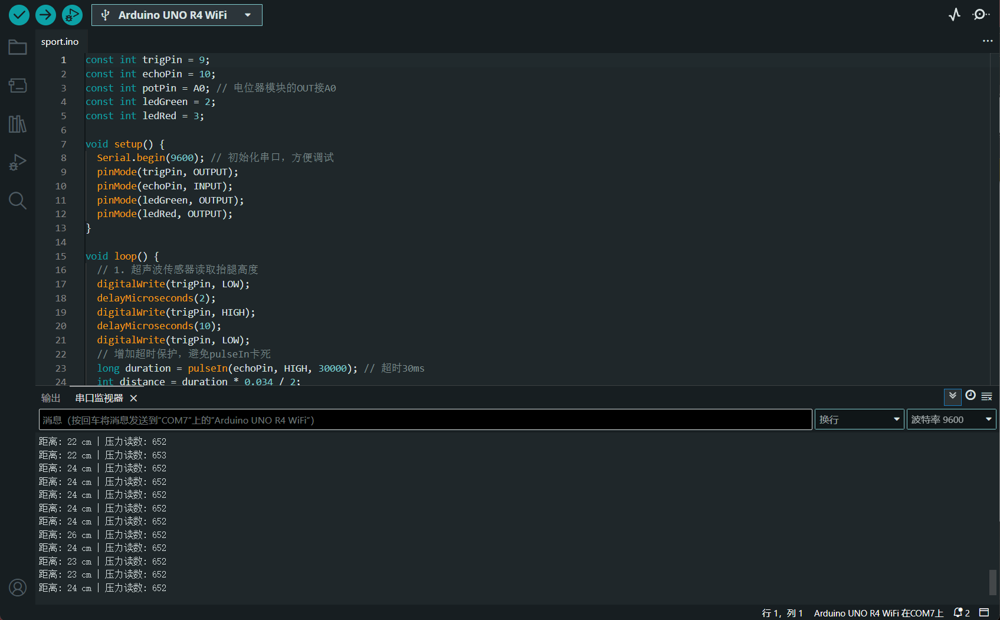 Arduino UNO R4 WiFi
sport.ino
1 const int trigPin = 9;
2 const int echoPin = 10;
3 const int potPin = A0; // 电位器模块的OUT接A0
4 const int ledGreen = 2;
5 const int ledRed = 3;
6
7 void setup() {
8 Serial.begin(9600); // 初始化串口，方便调试
9 pinMode(trigPin, OUTPUT);
10 pinMode(echoPin, INPUT);
11 pinMode(ledGreen, OUTPUT);
12 pinMode(ledRed, OUTPUT);
13 }
14
15 void loop() {
16 // 1. 超声波传感器读取抬腿高度
17 digitalWrite(trigPin, LOW);
18 delayMicroseconds(2);
19 digitalWrite(trigPin, HIGH);
20 delayMicroseconds(10);
21 digitalWrite(trigPin, LOW);
22 // 增加超时保护，避免pulseIn卡死
23 long duration = pulseIn(echoPin, HIGH, 30000); // 超时30ms
24 int distance = duration * 0.034 / 2;
输出 串口监视器
消息（按回车将消息发送到“COM7”上的“Arduino UNO R4 WiFi”） 换行 波特率 9600
距离: 22 cm | 压力读数: 652
距离: 22 cm | 压力读数: 653
距离: 24 cm | 压力读数: 652
距离: 24 cm | 压力读数: 652
距离: 24 cm | 压力读数: 652
距离: 24 cm | 压力读数: 652
距离: 24 cm | 压力读数: 652
距离: 26 cm | 压力读数: 652
距离: 24 cm | 压力读数: 652
距离: 23 cm | 压力读数: 652
距离: 23 cm | 压力读数: 652
距离: 24 cm | 压力读数: 652
行 1，列 1 Arduino UNO R4 WiFi 在COM7上 2